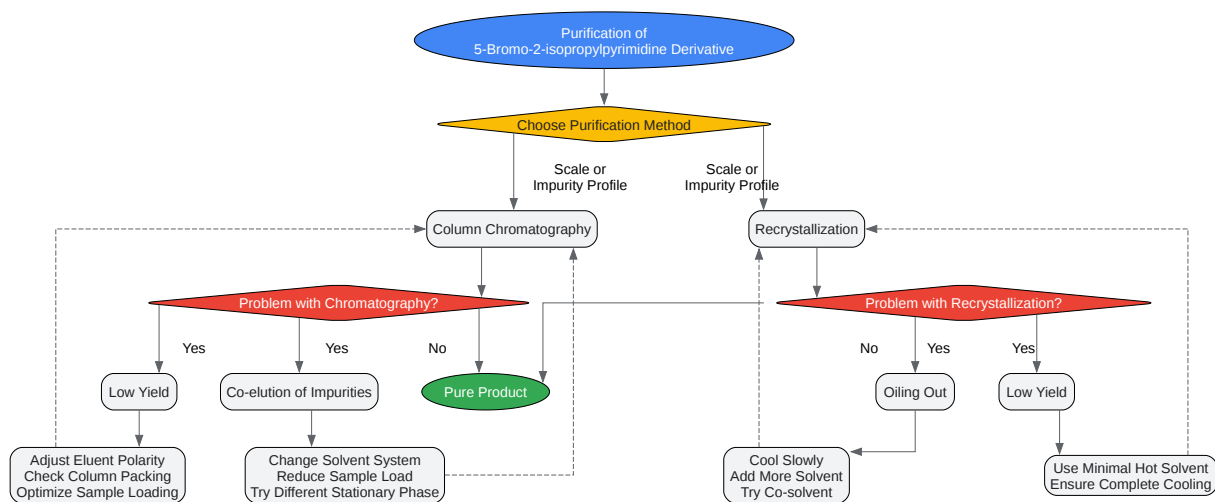 Purification of
5-Bromo-2-isopropylpyrimidine Derivative
Choose Purification Method
Scale or
Impurity Profile
Scale or
Impurity Profile
Column Chromatography
Recrystallization
Problem with Chromatography?
Problem with Recrystallization?
Yes
Yes
No
No
Yes
Yes
Low Yield
Co-elution of Impurities
Pure Product
Oiling Out
Low Yield
Adjust Eluent Polarity
Check Column Packing
Optimize Sample Loading
Change Solvent System
Reduce Sample Load
Try Different Stationary Phase
Cool Slowly
Add More Solvent
Try Co-solvent
Use Minimal Hot Solvent
Ensure Complete Cooling